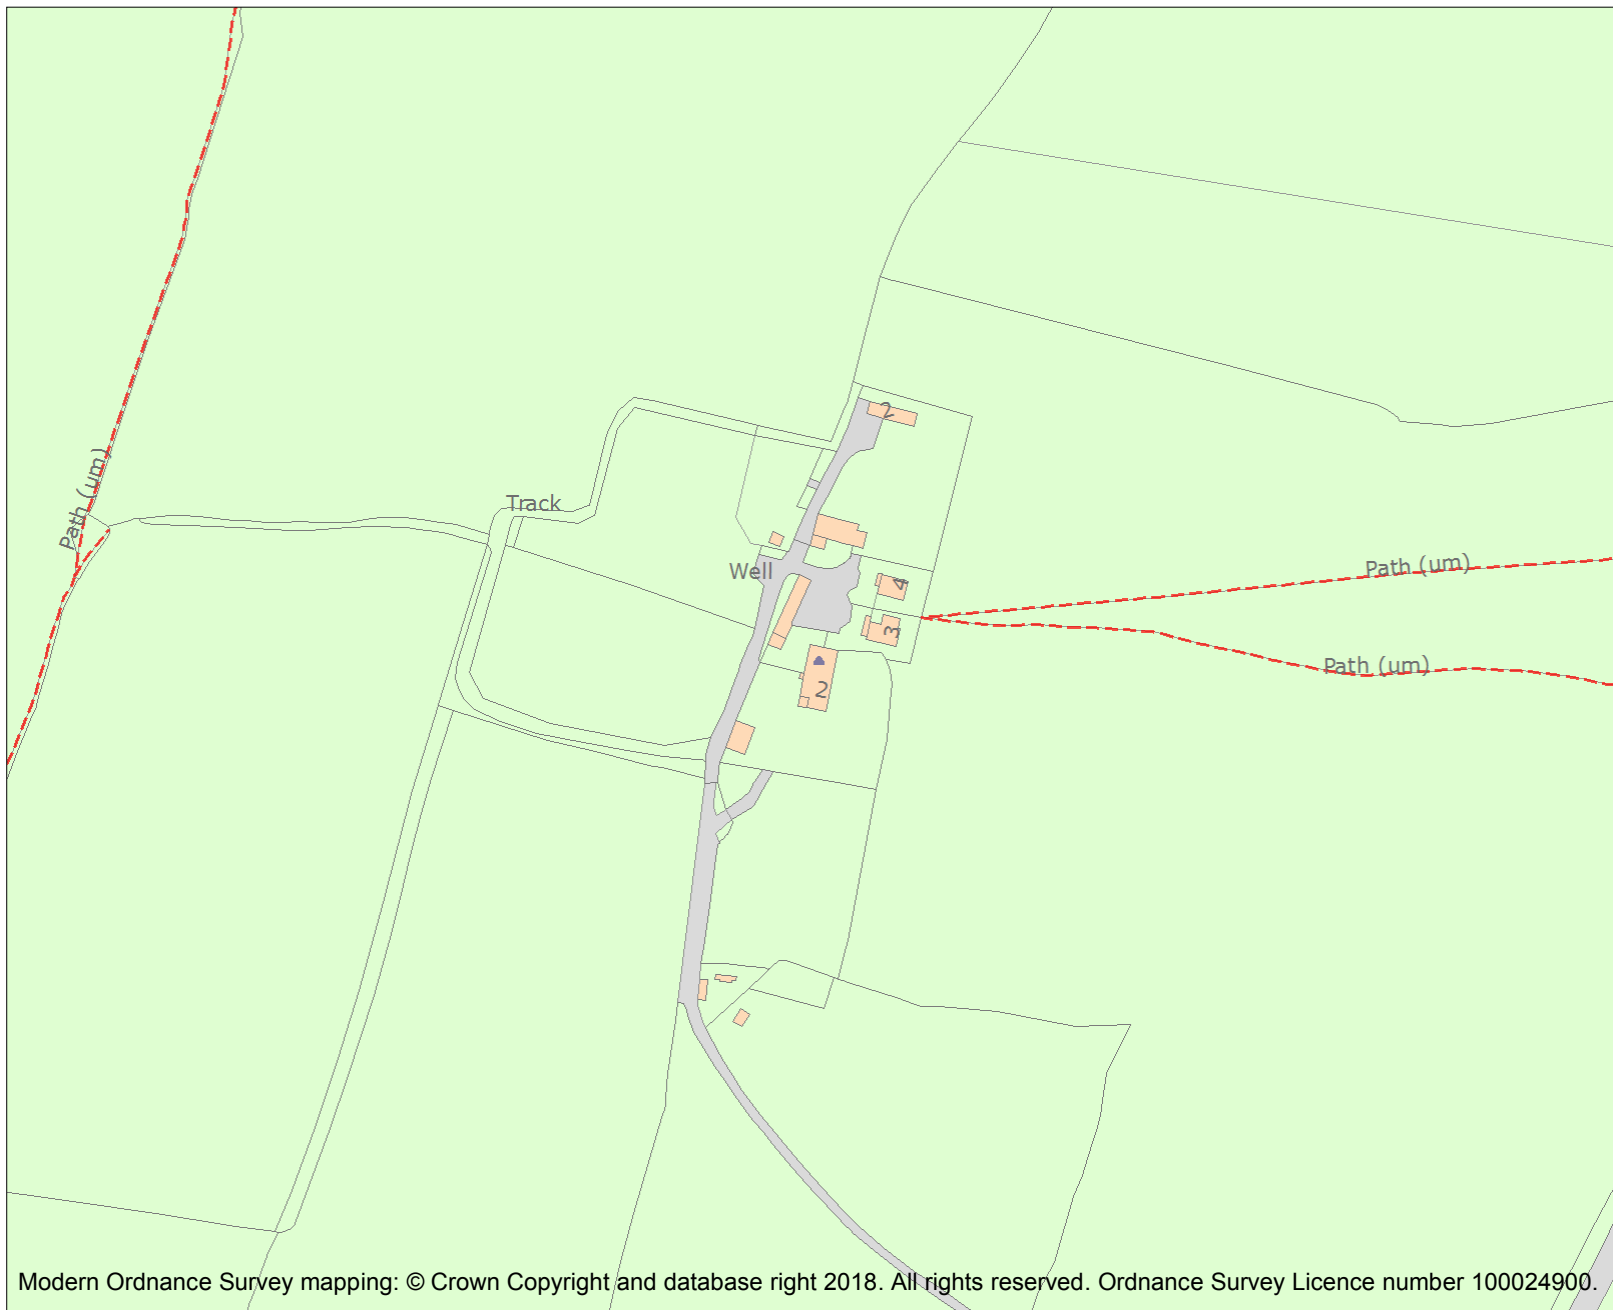 2
Path (um)
Track
Path (um)
Well
4
3
Path (um)
2
Modern Ordnance Survey mapping: © Crown Copyright and database right 2018. All rights reserved. Ordnance Survey Licence number 100024900.